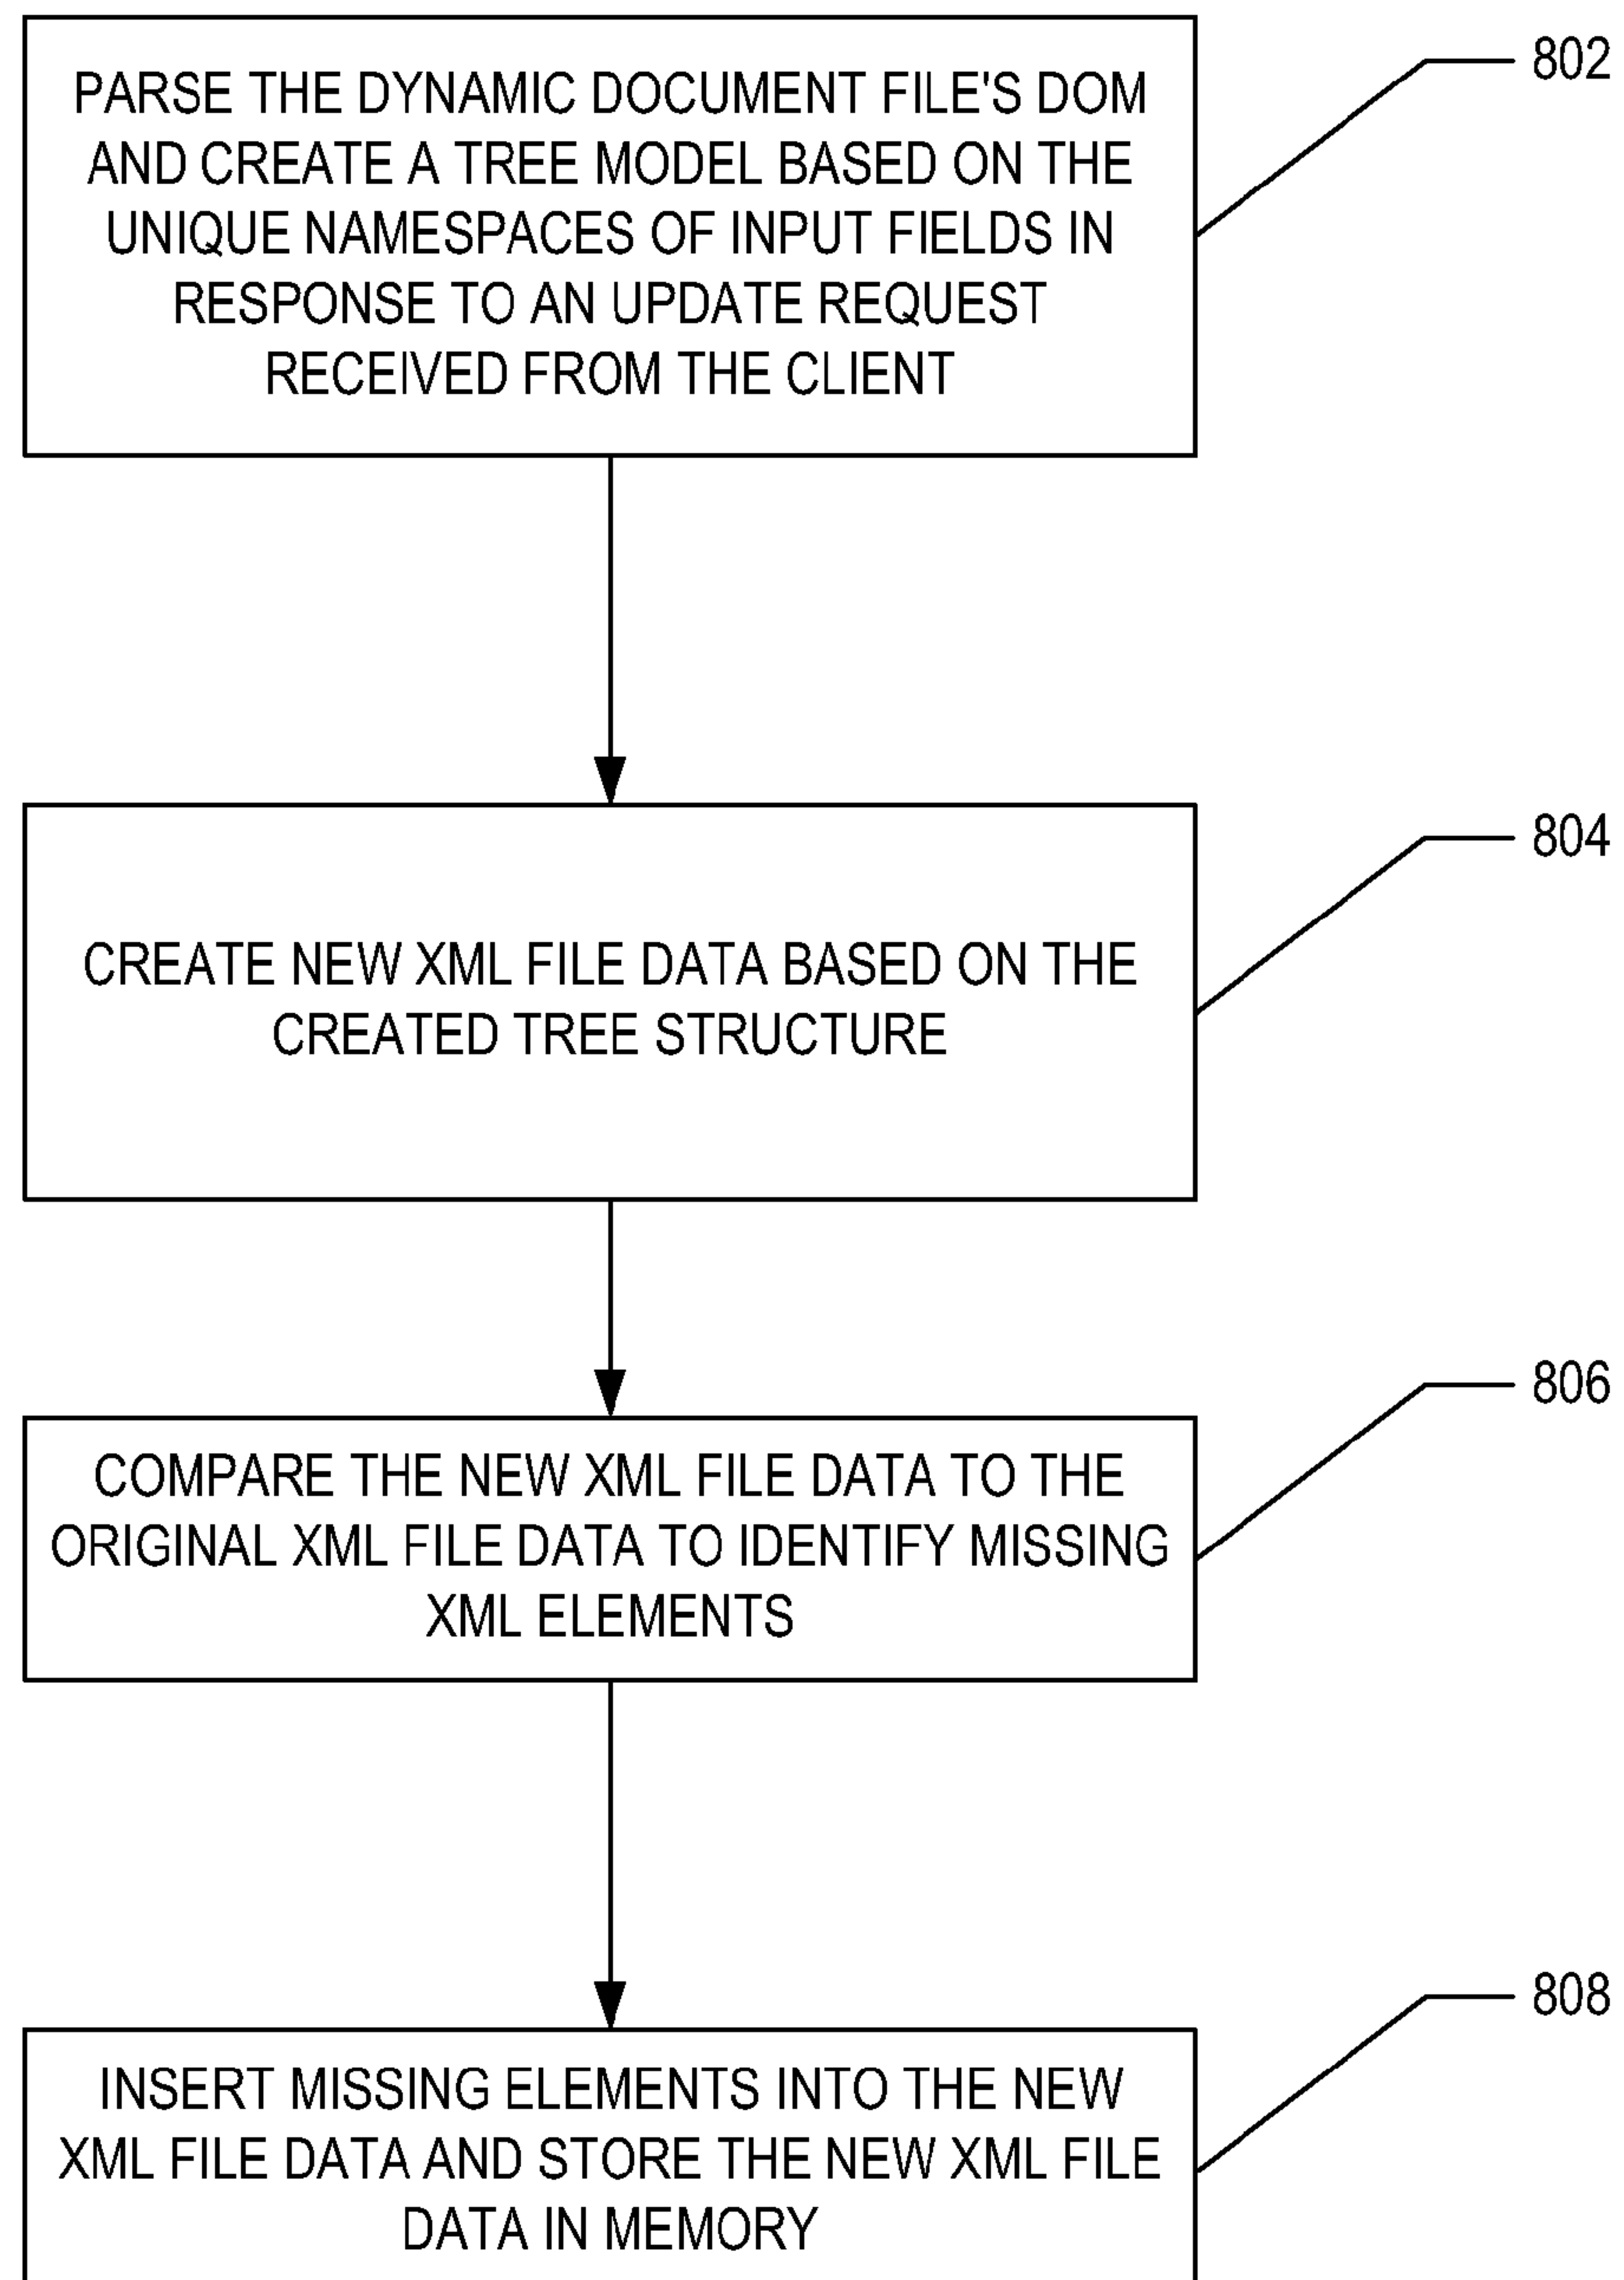 PARSE THE DYNAMIC DOCUMENT FILE'S DOM
AND CREATE A TREE MODEL BASED ON THE
UNIQUE NAMESPACES OF INPUT FIELDS IN
RESPONSE TO AN UPDATE REQUEST
RECEIVED FROM THE CLIENT
802
CREATE NEW XML FILE DATA BASED ON THE
CREATED TREE STRUCTURE
804
COMPARE THE NEW XML FILE DATA TO THE
ORIGINAL XML FILE DATA TO IDENTIFY MISSING
XML ELEMENTS
806
INSERT MISSING ELEMENTS INTO THE NEW
XML FILE DATA AND STORE THE NEW XML FILE
DATA IN MEMORY
808